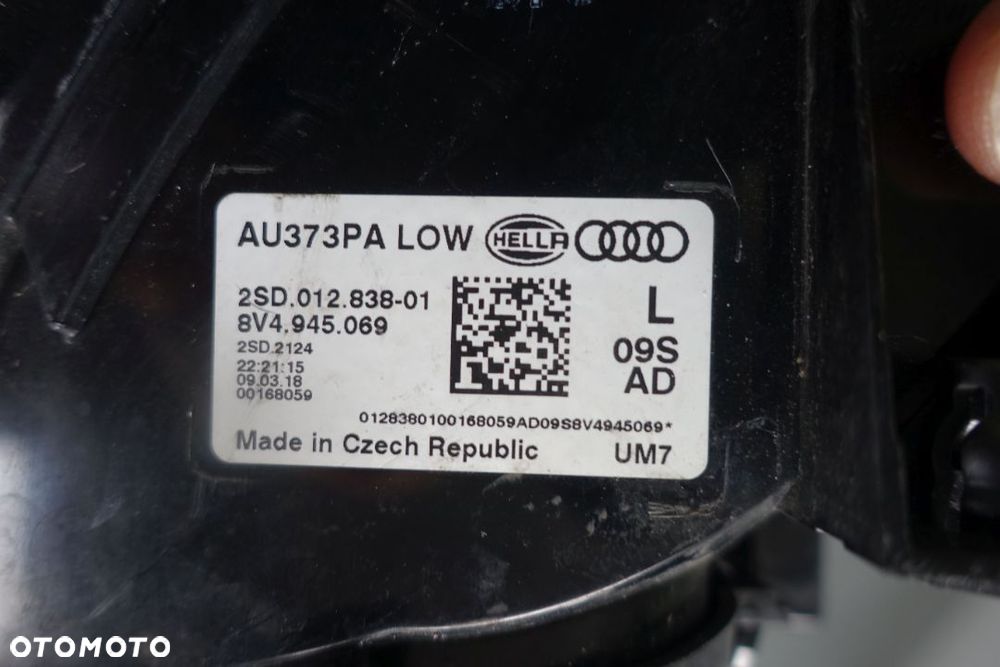 AU373PA LOW HELLA
2SD.012.838-01
8V4.945.069
2SD.2124
22:21:15
09.03.18
00168059
L
09S
AD
0128380100168059AD09S8V4945069*
Made in Czech Republic UM7
OTOMOTO